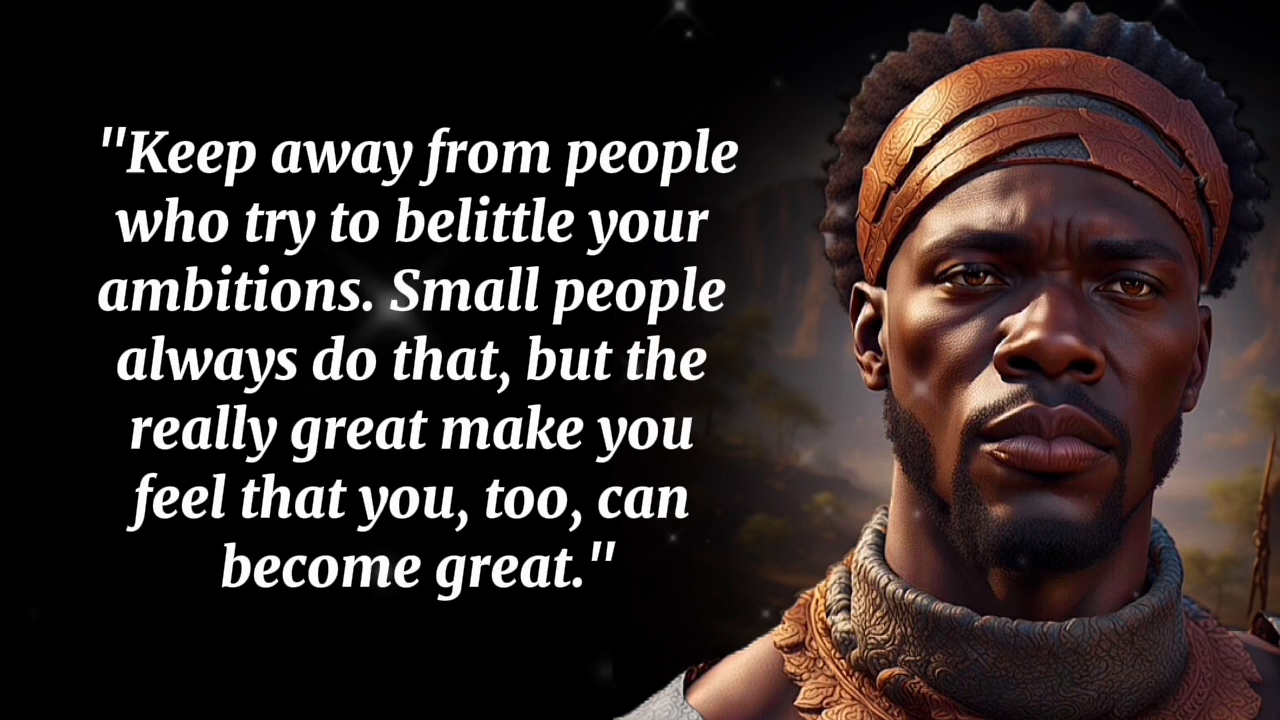 "Keep away from people
who try to belittle your
ambitions. Small people
always do that, but the
really great make you
feel that you, too, can
become great."